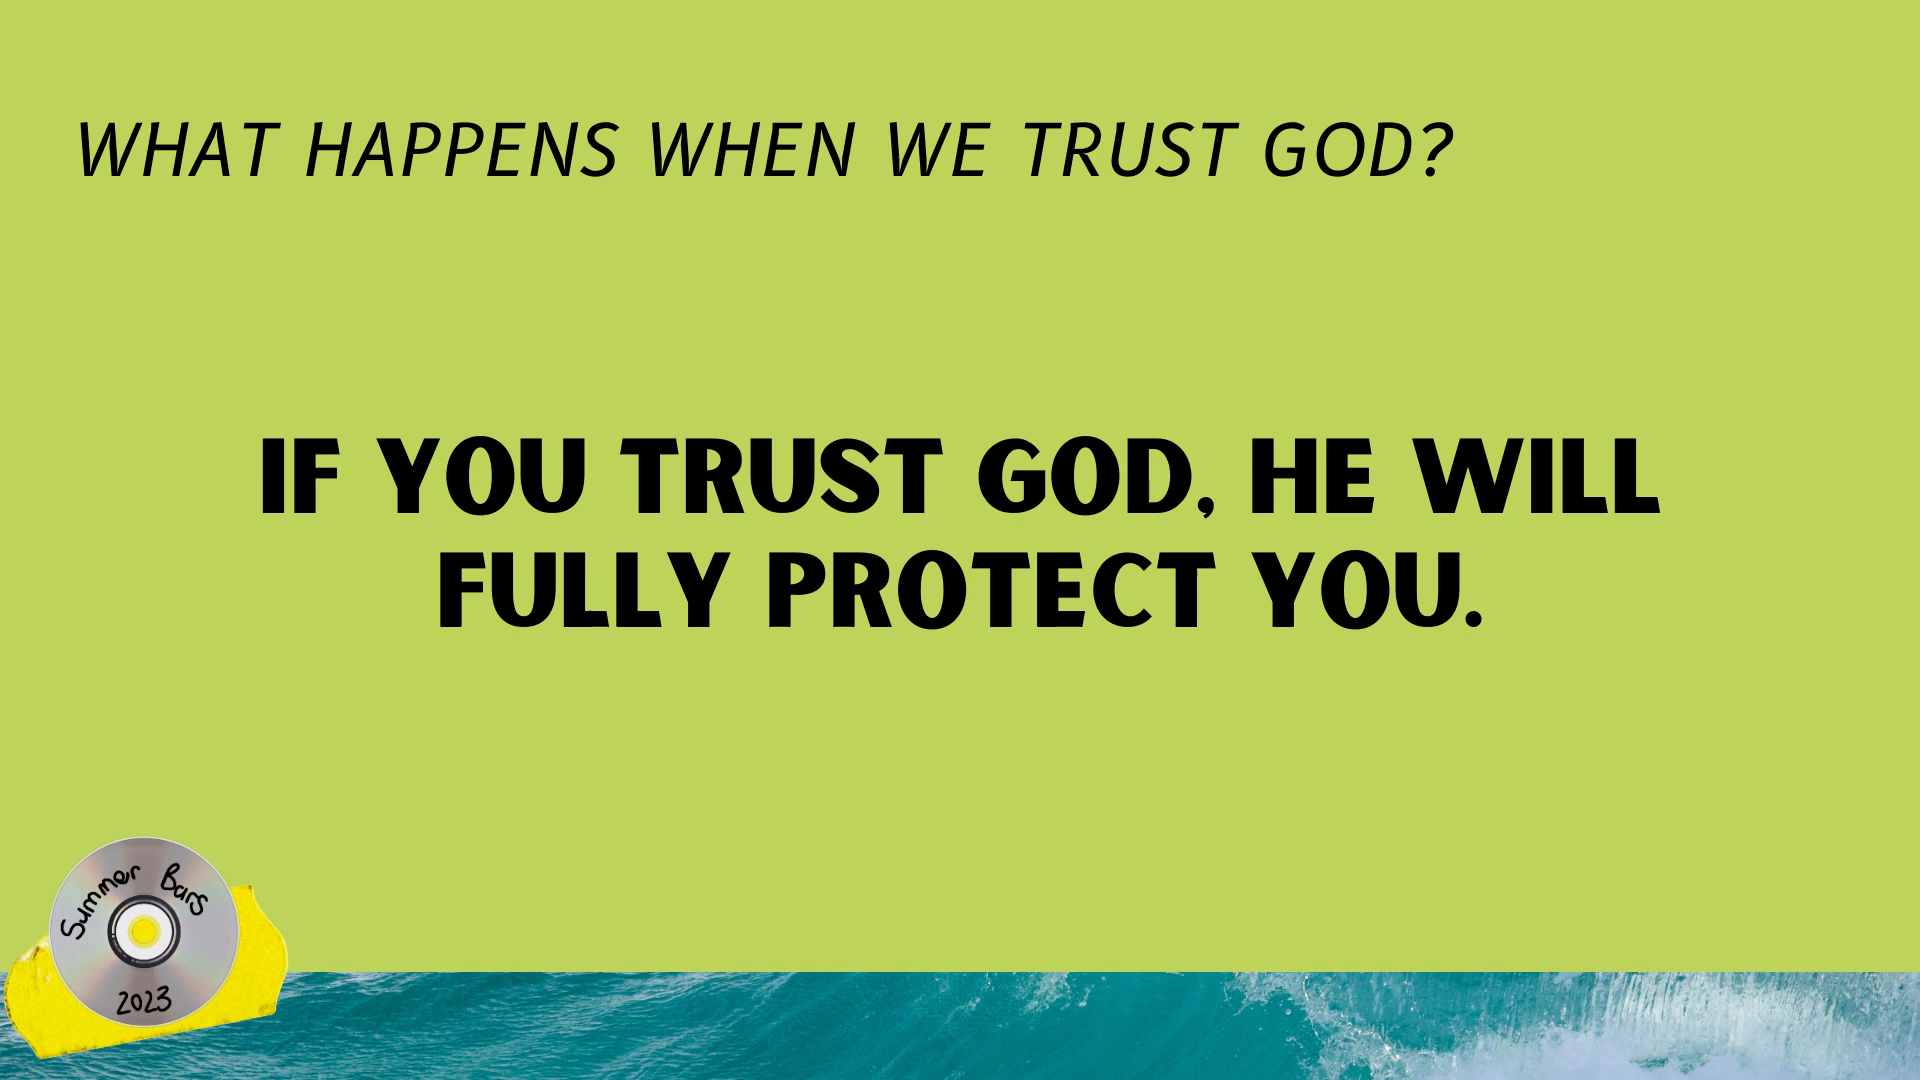 WHAT HAPPENS WHEN WE TRUST GOD?
IF YOU TRUST GOD, HE WILL
FULLY PROTECT YOU.
Summer Bars
2023